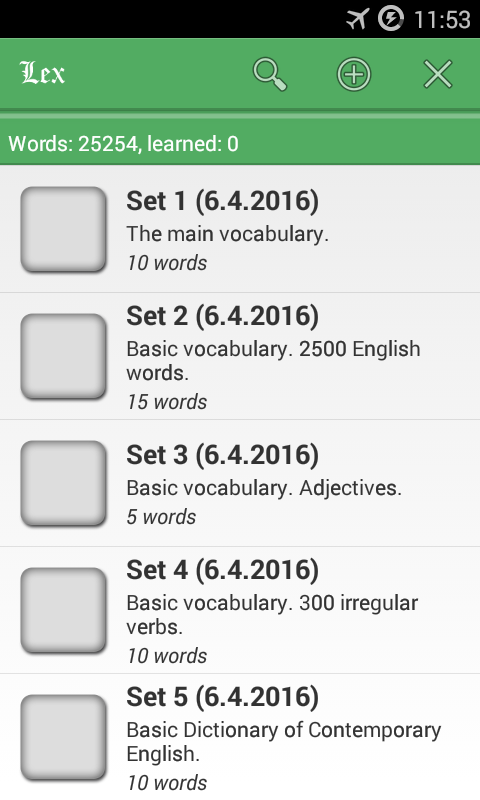 11:53
Lex
Words: 25254, learned: 0
Set 1 (6.4.2016)
The main vocabulary.
10 words
Set 2 (6.4.2016)
Basic vocabulary. 2500 English
words.
15 words
Set 3 (6.4.2016)
Basic vocabulary. Adjectives.
5 words
Set 4 (6.4.2016)
Basic vocabulary. 300 irregular
verbs.
10 words
Set 5 (6.4.2016)
Basic Dictionary of Contemporary
English.
10 words